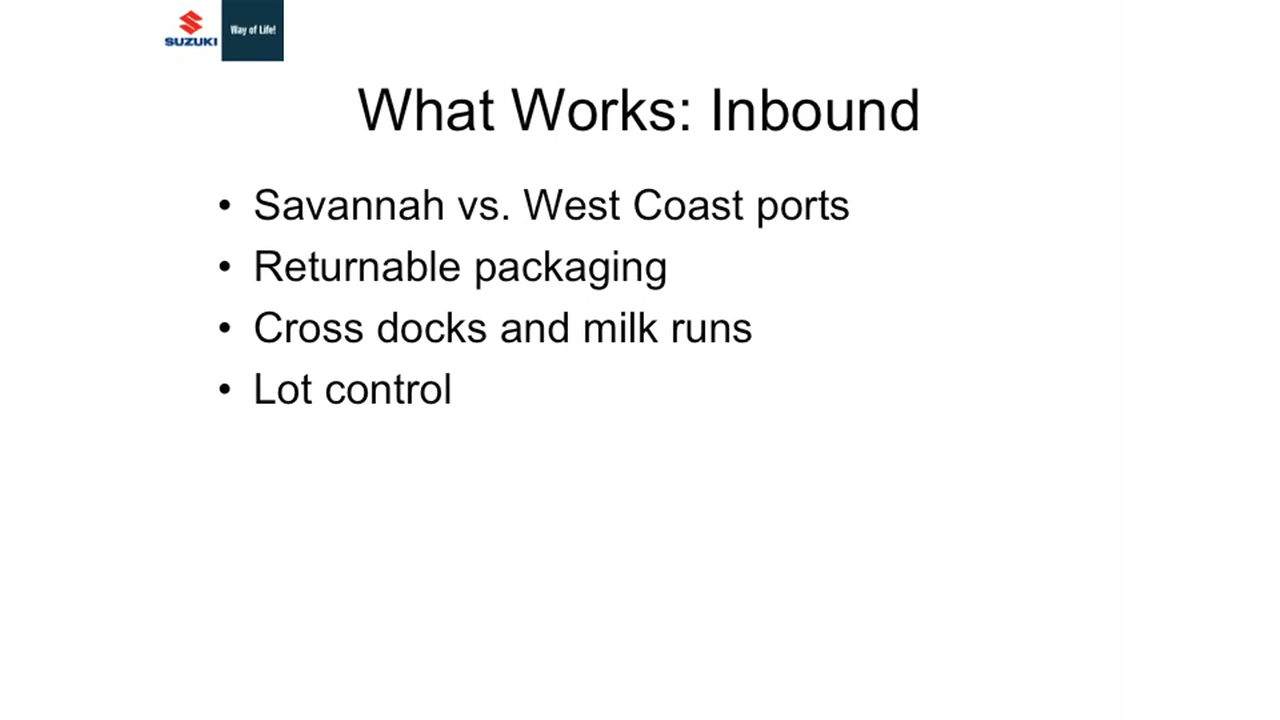 SUZUKI
Way of Life!
What Works: Inbound
• Savannah vs. West Coast ports
• Returnable packaging
• Cross docks and milk runs
• Lot control